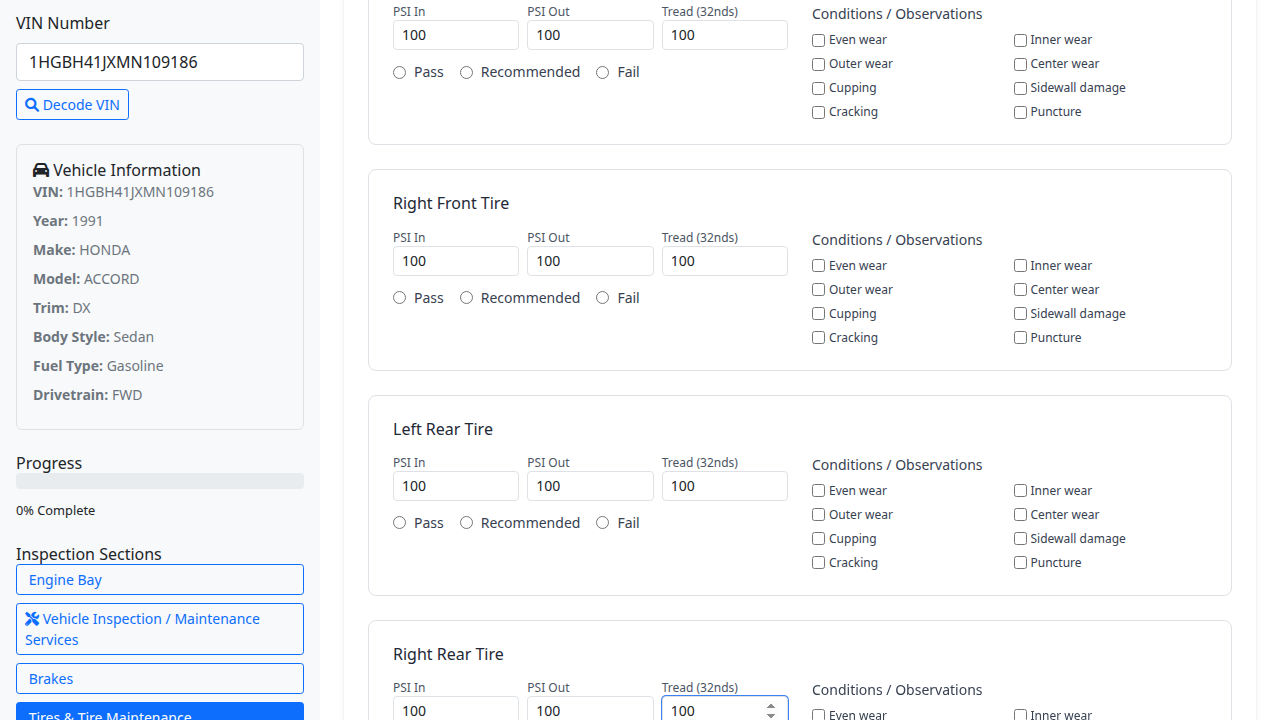 VIN Number
1HGBH41JXMN109186
Decode VIN
Vehicle Information
VIN: 1HGBH41JXMN109186
Year: 1991
Make: HONDA
Model: ACCORD
Trim: DX
Body Style: Sedan
Fuel Type: Gasoline
Drivetrain: FWD
Progress
0% Complete
Inspection Sections
Engine Bay
Vehicle Inspection / Maintenance
Services
Brakes
Tires & Tire Maintenance
PSI In PSI Out Tread (32nds)
100 100 100
Pass Recommended Fail
Conditions / Observations
Even wear Inner wear
Outer wear Center wear
Cupping Sidewall damage
Cracking Puncture
Right Front Tire
PSI In PSI Out Tread (32nds)
100 100 100
Pass Recommended Fail
Conditions / Observations
Even wear Inner wear
Outer wear Center wear
Cupping Sidewall damage
Cracking Puncture
Left Rear Tire
PSI In PSI Out Tread (32nds)
100 100 100
Pass Recommended Fail
Conditions / Observations
Even wear Inner wear
Outer wear Center wear
Cupping Sidewall damage
Cracking Puncture
Right Rear Tire
PSI In PSI Out Tread (32nds)
100 100 100
Conditions / Observations
Even wear Inner wear